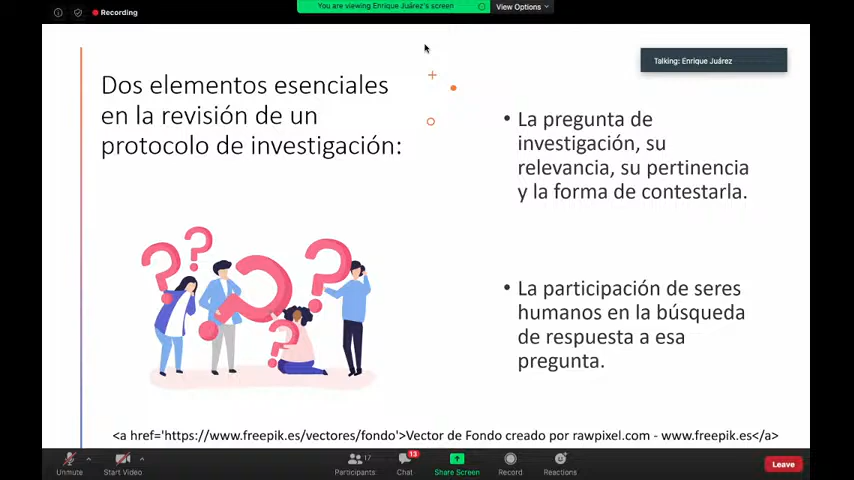 Recording
You are viewing Enrique Juárez's screen
View Options
Talking: Enrique Juárez
Dos elementos esenciales
en la revisión de un
protocolo de investigación:
• La pregunta de
investigación, su
relevancia, su pertinencia
y la forma de contestarla.
• La participación de seres
humanos en la búsqueda
de respuesta a esa
pregunta.
<a href='https://www.freepik.es/vectores/fondo'>Vector de Fondo creado por rawpixel.com - www.freepik.es</a>
Unmute
Start Video
Participants
17
Chat
13
Share Screen
Record
Reactions
Leave